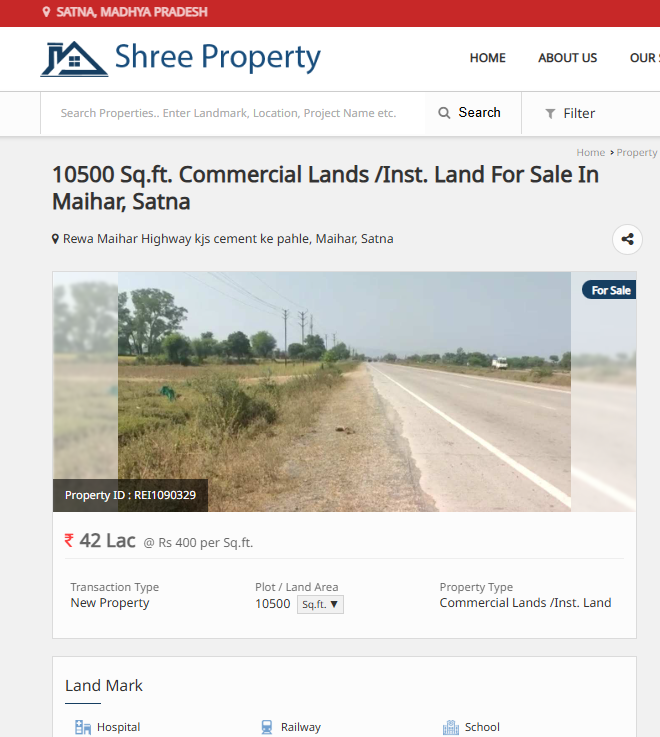 SATNA, MADHYA PRADESH
Shree Property
HOME ABOUT US OUR
Search Properties.. Enter Landmark, Location, Project Name etc. Search Filter
Home > Property
10500 Sq.ft. Commercial Lands /Inst. Land For Sale In
Maihar, Satna
Rewa Maihar Highway kjs cement ke pahle, Maihar, Satna
For Sale
Property ID : REI1090329
₹ 42 Lac @ Rs 400 per Sq.ft.
Transaction Type Plot / Land Area Property Type
New Property 10500 Sq.ft. ▼ Commercial Lands /Inst. Land
Land Mark
Hospital Railway School